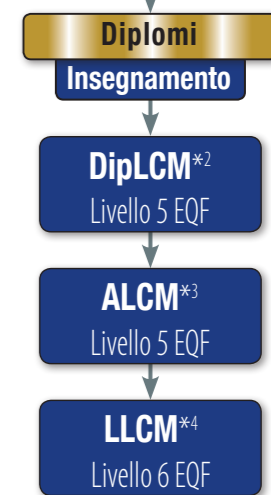 Diplomi
Insegnamento
DipLCM*2
Livello 5 EQF
ALCM*3
Livello 5 EQF
LLCM*4
Livello 6 EQF